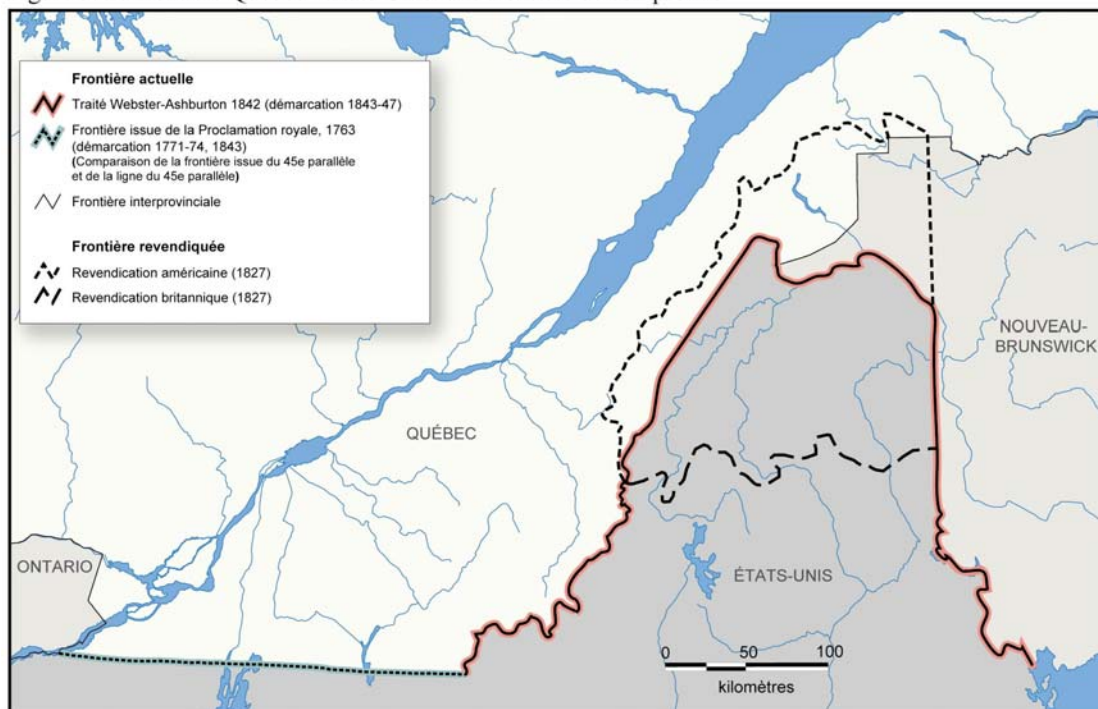 Frontière actuelle
Traité Webster-Ashburton 1842 (démarcation 1843-47)
Frontière issue de la Proclamation royale, 1763
(démarcation 1771-74, 1843)
(Comparaison de la frontière issue du 45e parallèle
et de la ligne du 45e parallèle)
Frontière interprovinciale
Frontière revendiquée
Revendication américaine (1827)
Revendication britannique (1827)
NOUVEAU-
BRUNSWICK
QUÉBEC
ONTARIO
ÉTATS-UNIS
0 50 100
kilomètres